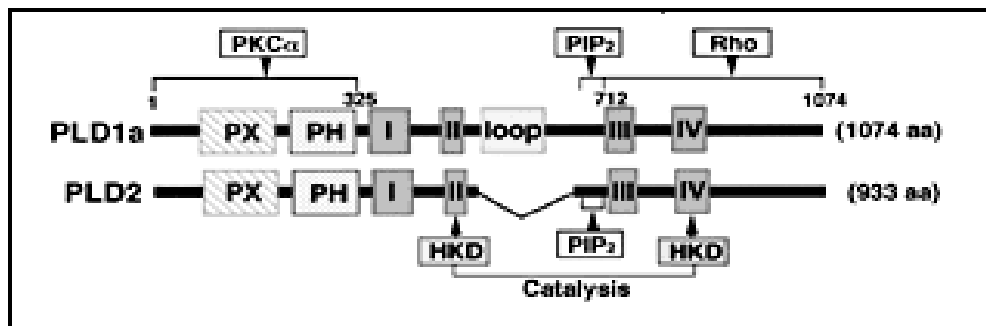 PKCα PIP₂ Rho
1 325 712 1074
PLD1a PX PH I II loop III IV (1074 aa)
PLD2 PX PH I II III IV (933 aa)
HKD PIP₂ HKD
Catalysis